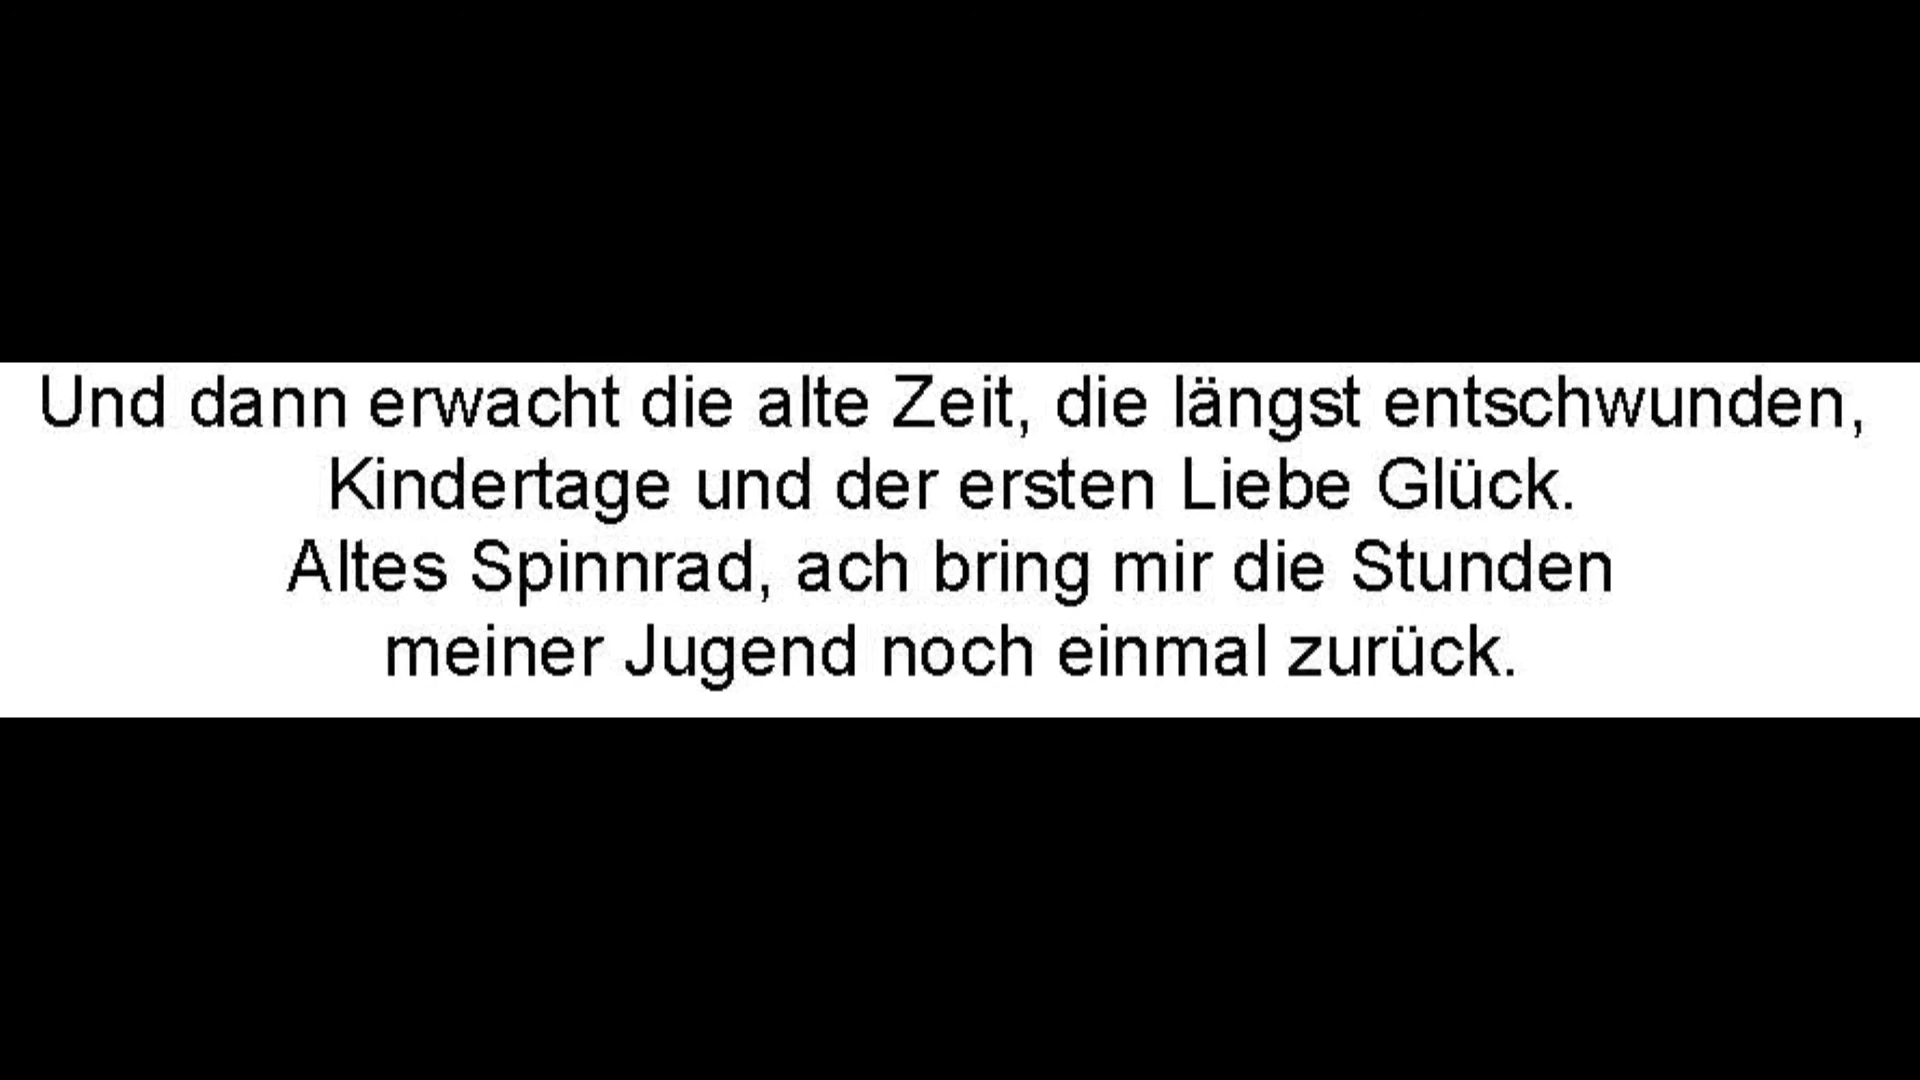 Und dann erwacht die alte Zeit, die längst entschwunden,
Kindertage und der ersten Liebe Glück.
Altes Spinnrad, ach bring mir die Stunden
meiner Jugend noch einmal zurück.